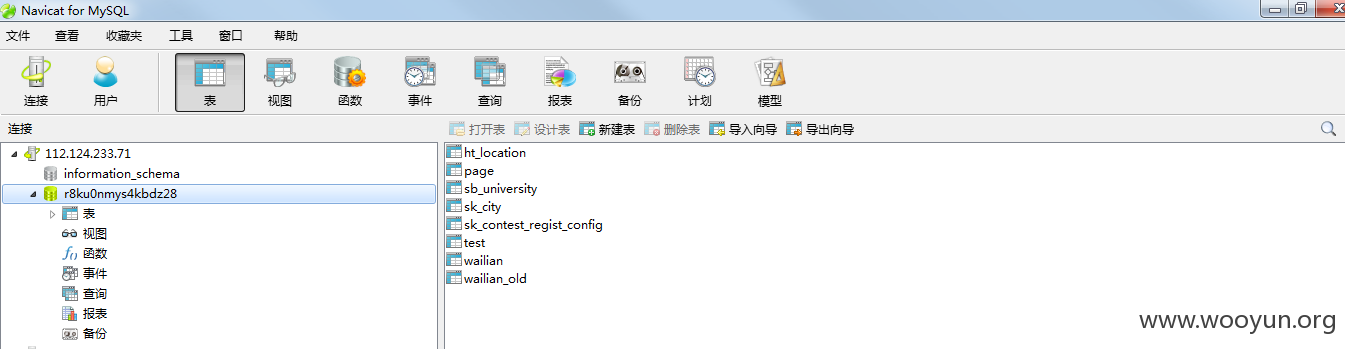 Navicat for MySQL
文件 查看 收藏夹 工具 窗口 帮助
连接 用户 表 视图 函数 事件 查询 报表 备份 计划 模型
连接 打开表 设计表 新建表 删除表 导入向导 导出向导
112.124.233.71
information_schema
r8ku0nmys4kbdz28
表
视图
函数
事件
查询
报表
备份
ht_location
page
sb_university
sk_city
sk_contest_regist_config
test
wailian
wailian_old
www.wooyun.org